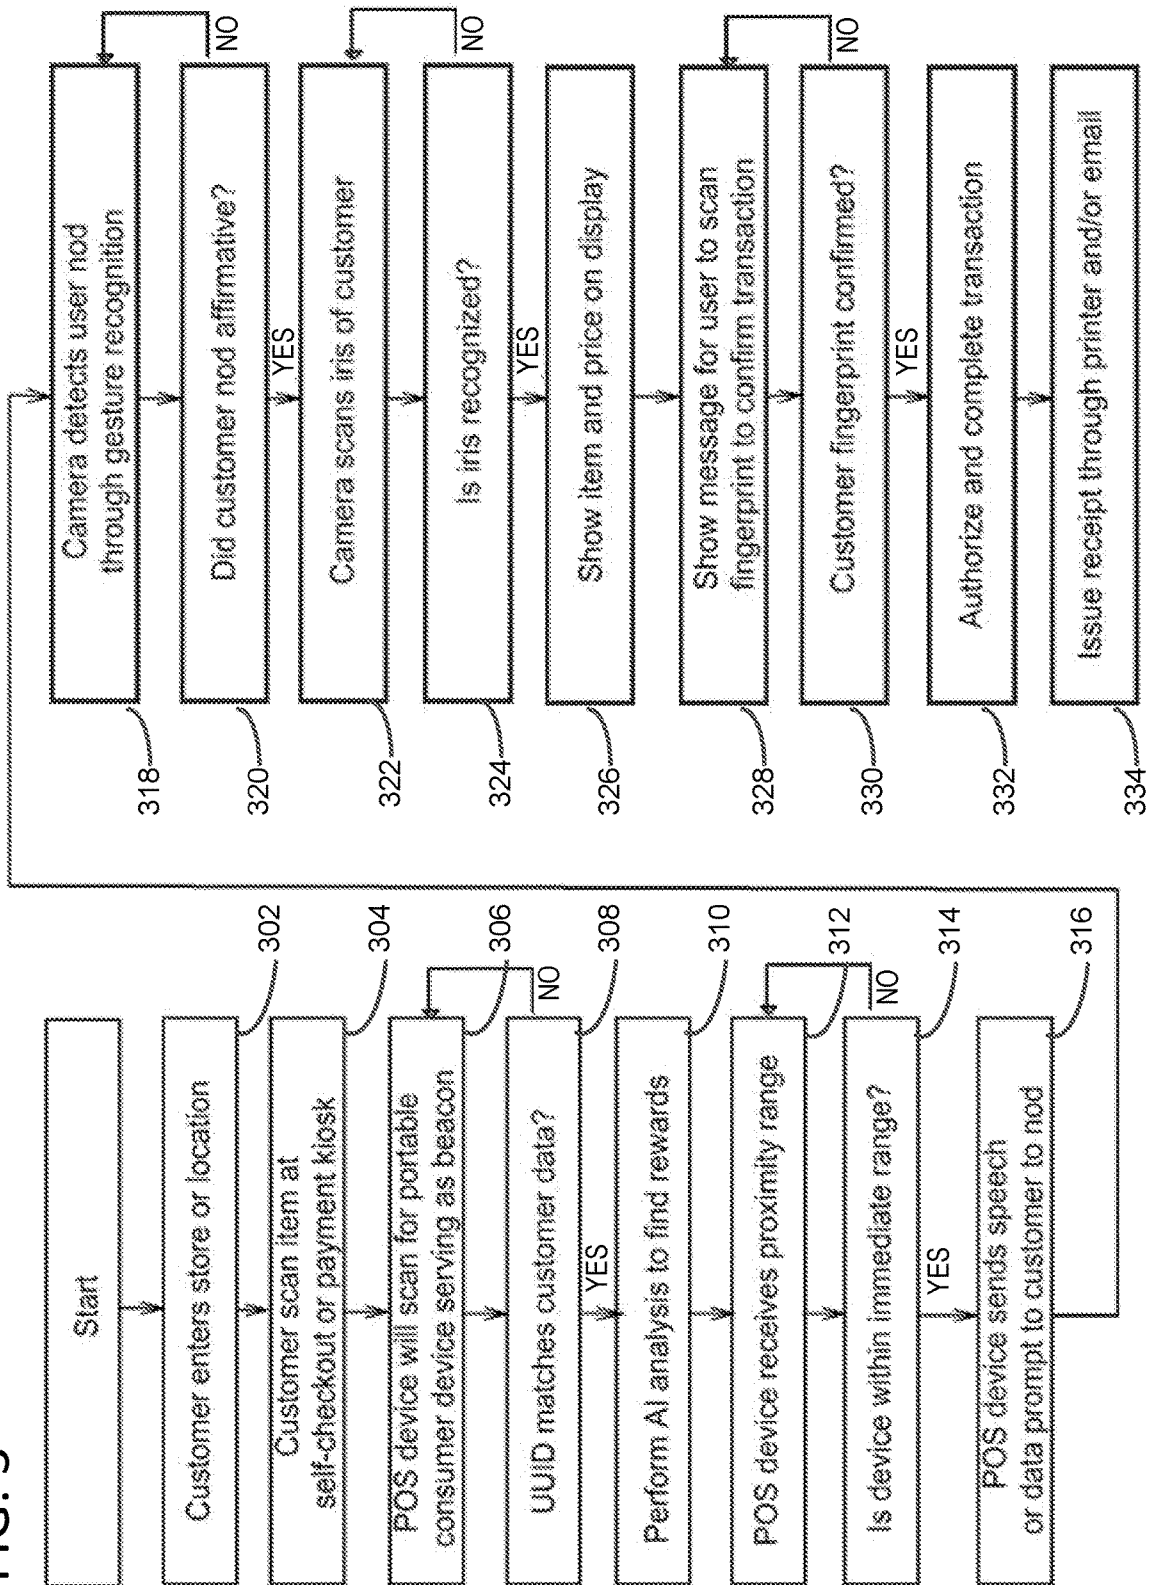 FIG. 3
Start
Customer enters store or location
302
Customer scan item at
self-checkout or payment kiosk
304
POS device will scan for portable
consumer device serving as beacon
306
UUID matches customer data?
308
NO
YES
Perform AI analysis to find rewards
310
POS device receives proximity range
312
Is device within immediate range?
314
NO
YES
POS device sends speech
or data prompt to customer to nod
316
Camera detects user nod
through gesture recognition
318
Did customer nod affirmative?
320
NO
YES
Camera scans iris of customer
322
Is iris recognized?
324
NO
YES
Show item and price on display
326
Show message for user to scan
fingerprint to confirm transaction
328
Customer fingerprint confirmed?
330
NO
YES
Authorize and complete transaction
332
Issue receipt through printer and/or email
334